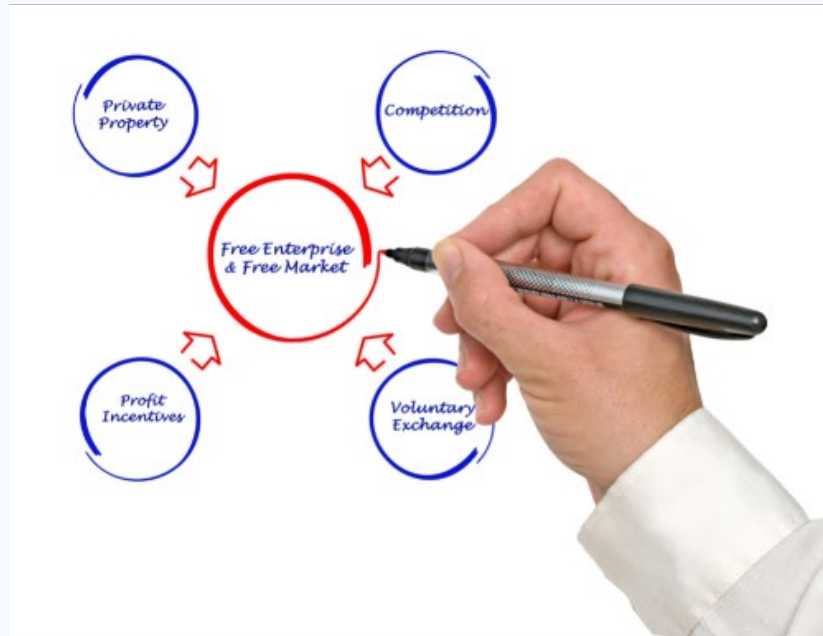 Private
Property
Competition
Free Enterprise
& Free Market
Profit
Incentives
Voluntary
Exchange